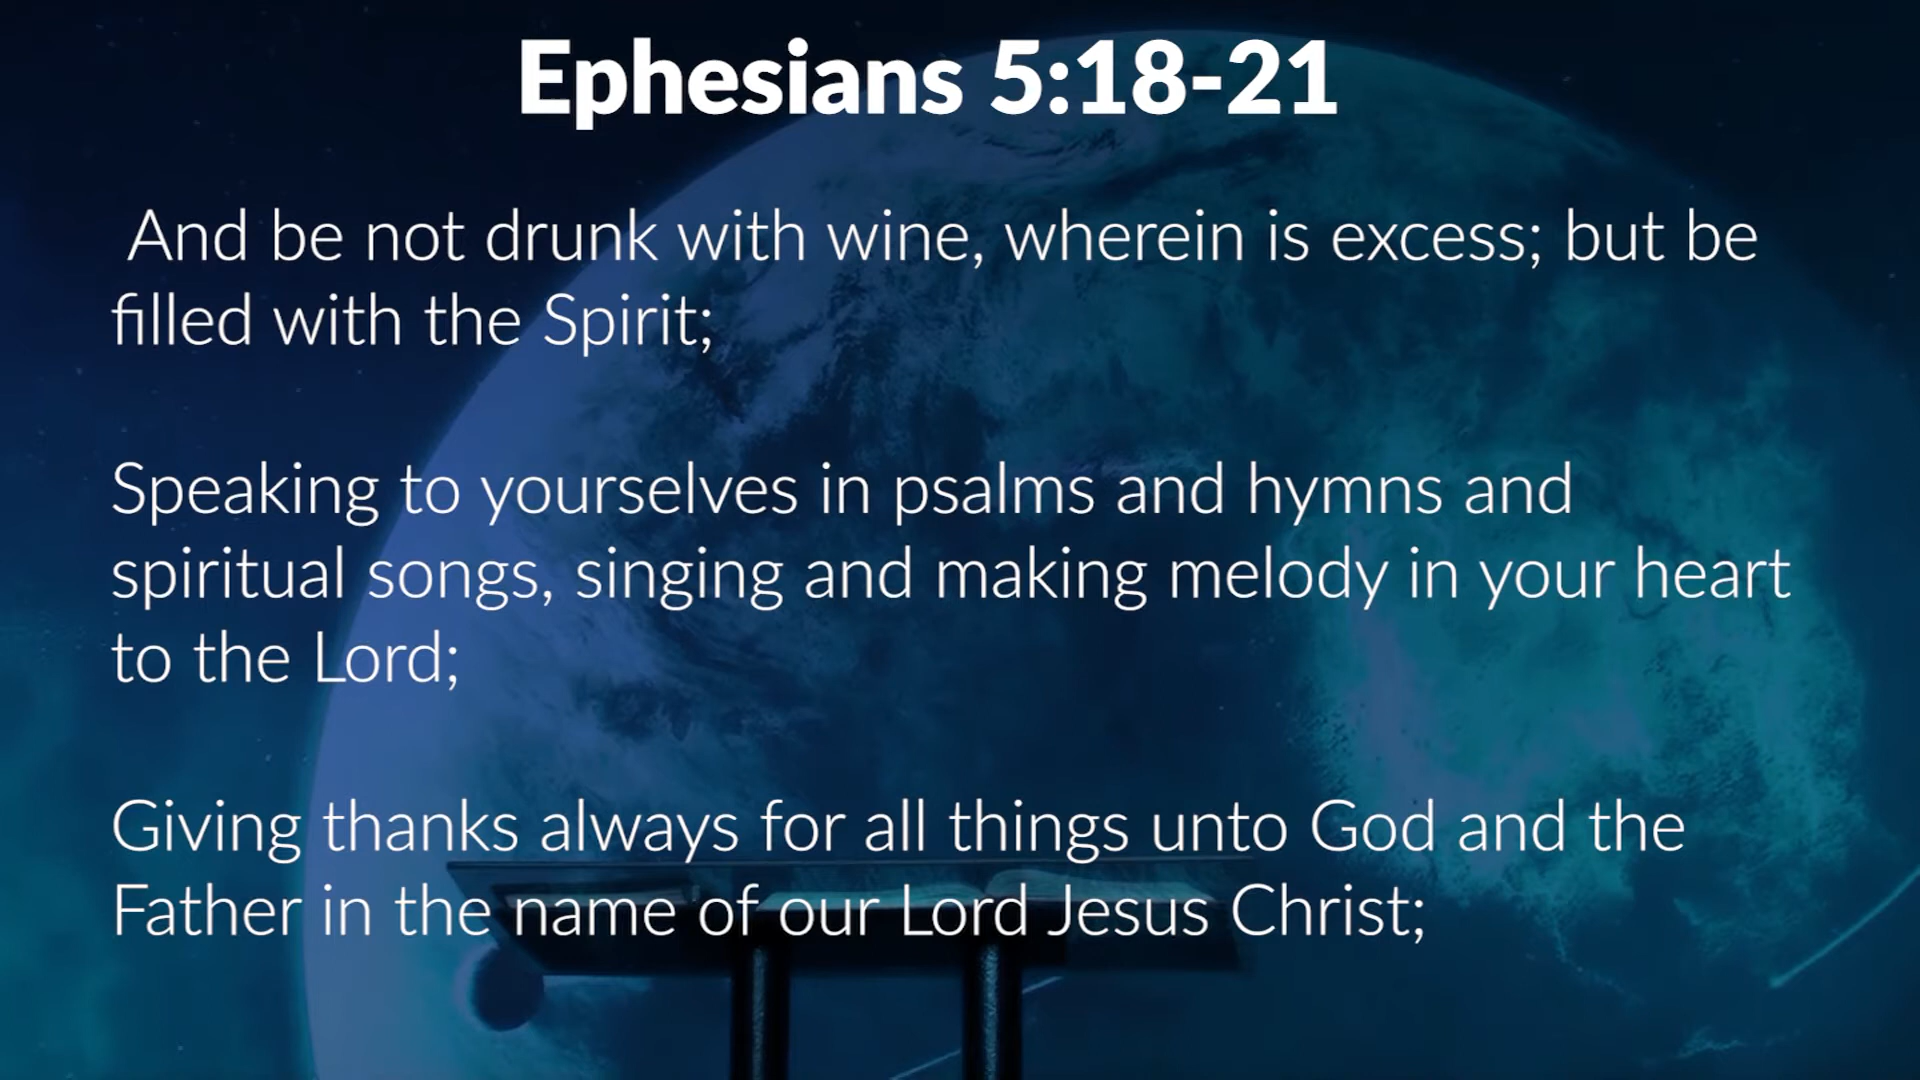 Ephesians 5:18-21
And be not drunk with wine, wherein is excess; but be
filled with the Spirit;
Speaking to yourselves in psalms and hymns and
spiritual songs, singing and making melody in your heart
to the Lord;
Giving thanks always for all things unto God and the
Father in the name of our Lord Jesus Christ;